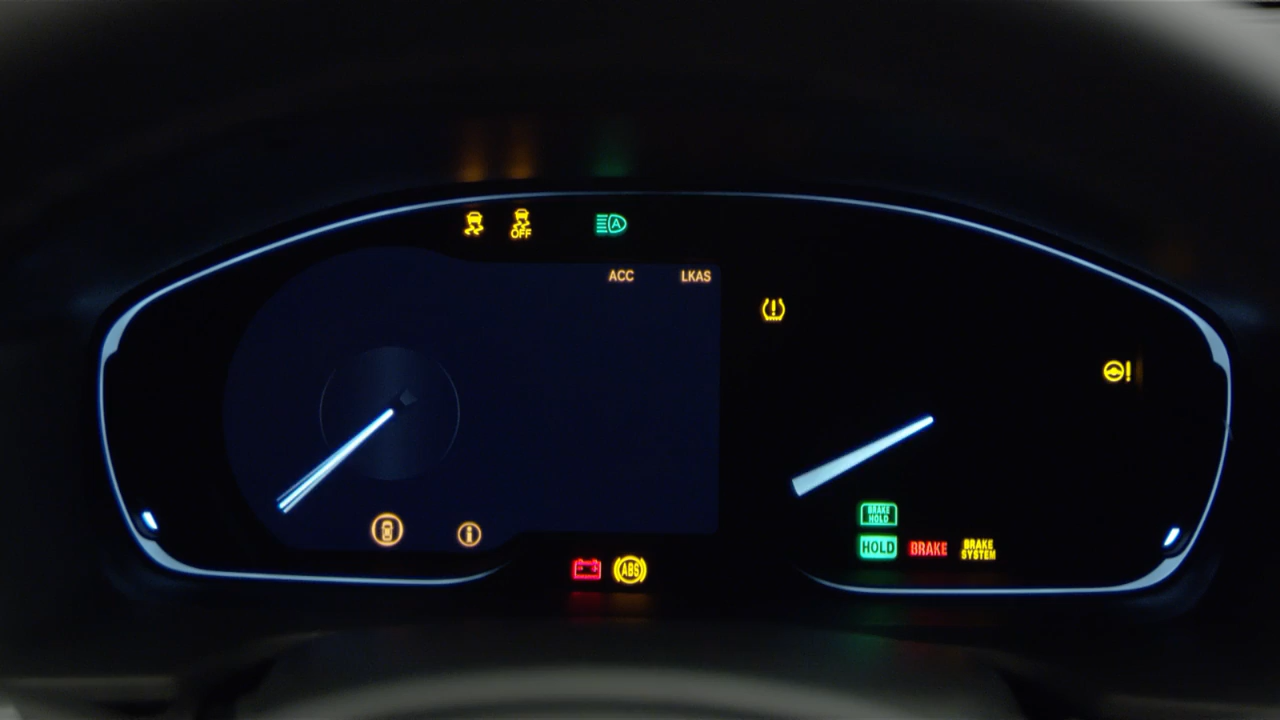 OFF
A
ACC
LKAS
BRAKE
HOLD
HOLD
BRAKE
BRAKE
SYSTEM
ABS